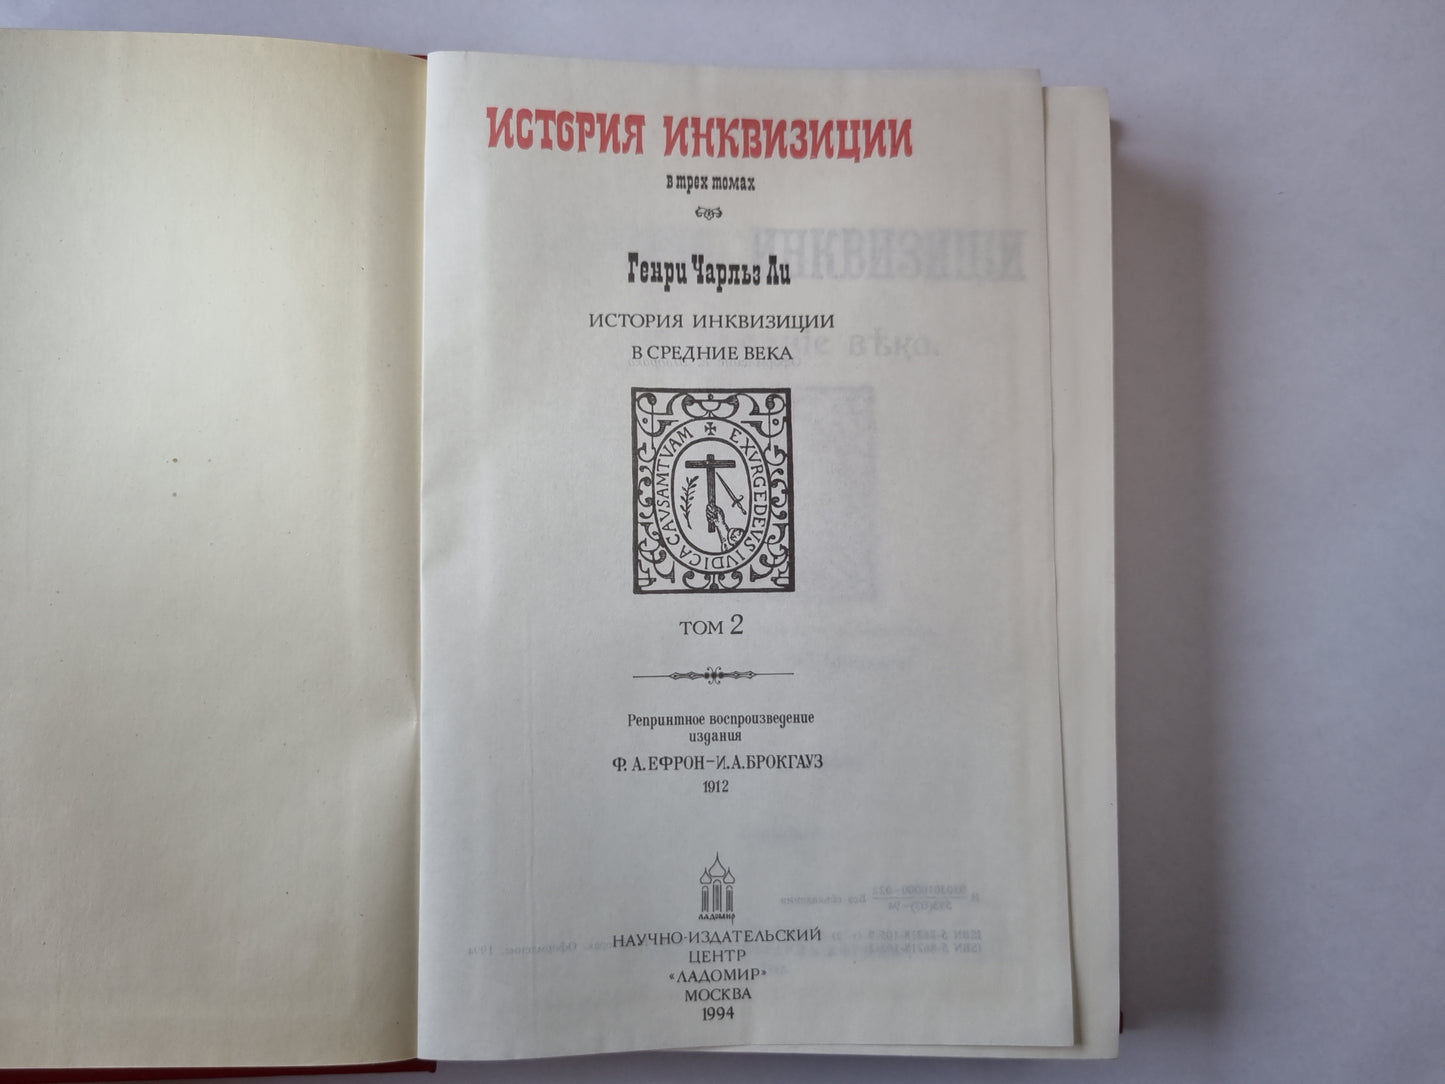 ИСТОРИЯ ИНКВИЗИЦИИ
в трех томах
Генри Чарльз Ли
ИСТОРИЯ ИНКВИЗИЦИИ
В СРЕДНИЕ ВЕКА
EXVRGE DEVS IVDICA CAVSAM TVAM
ТОМ 2
Репринтное воспроизведение
издания
Ф. А. ЕФРОН–И. А. БРОКГАУЗ
1912
ладомир
НАУЧНО-ИЗДАТЕЛЬСКИЙ
ЦЕНТР
«ЛАДОМИР»
МОСКВА
1994